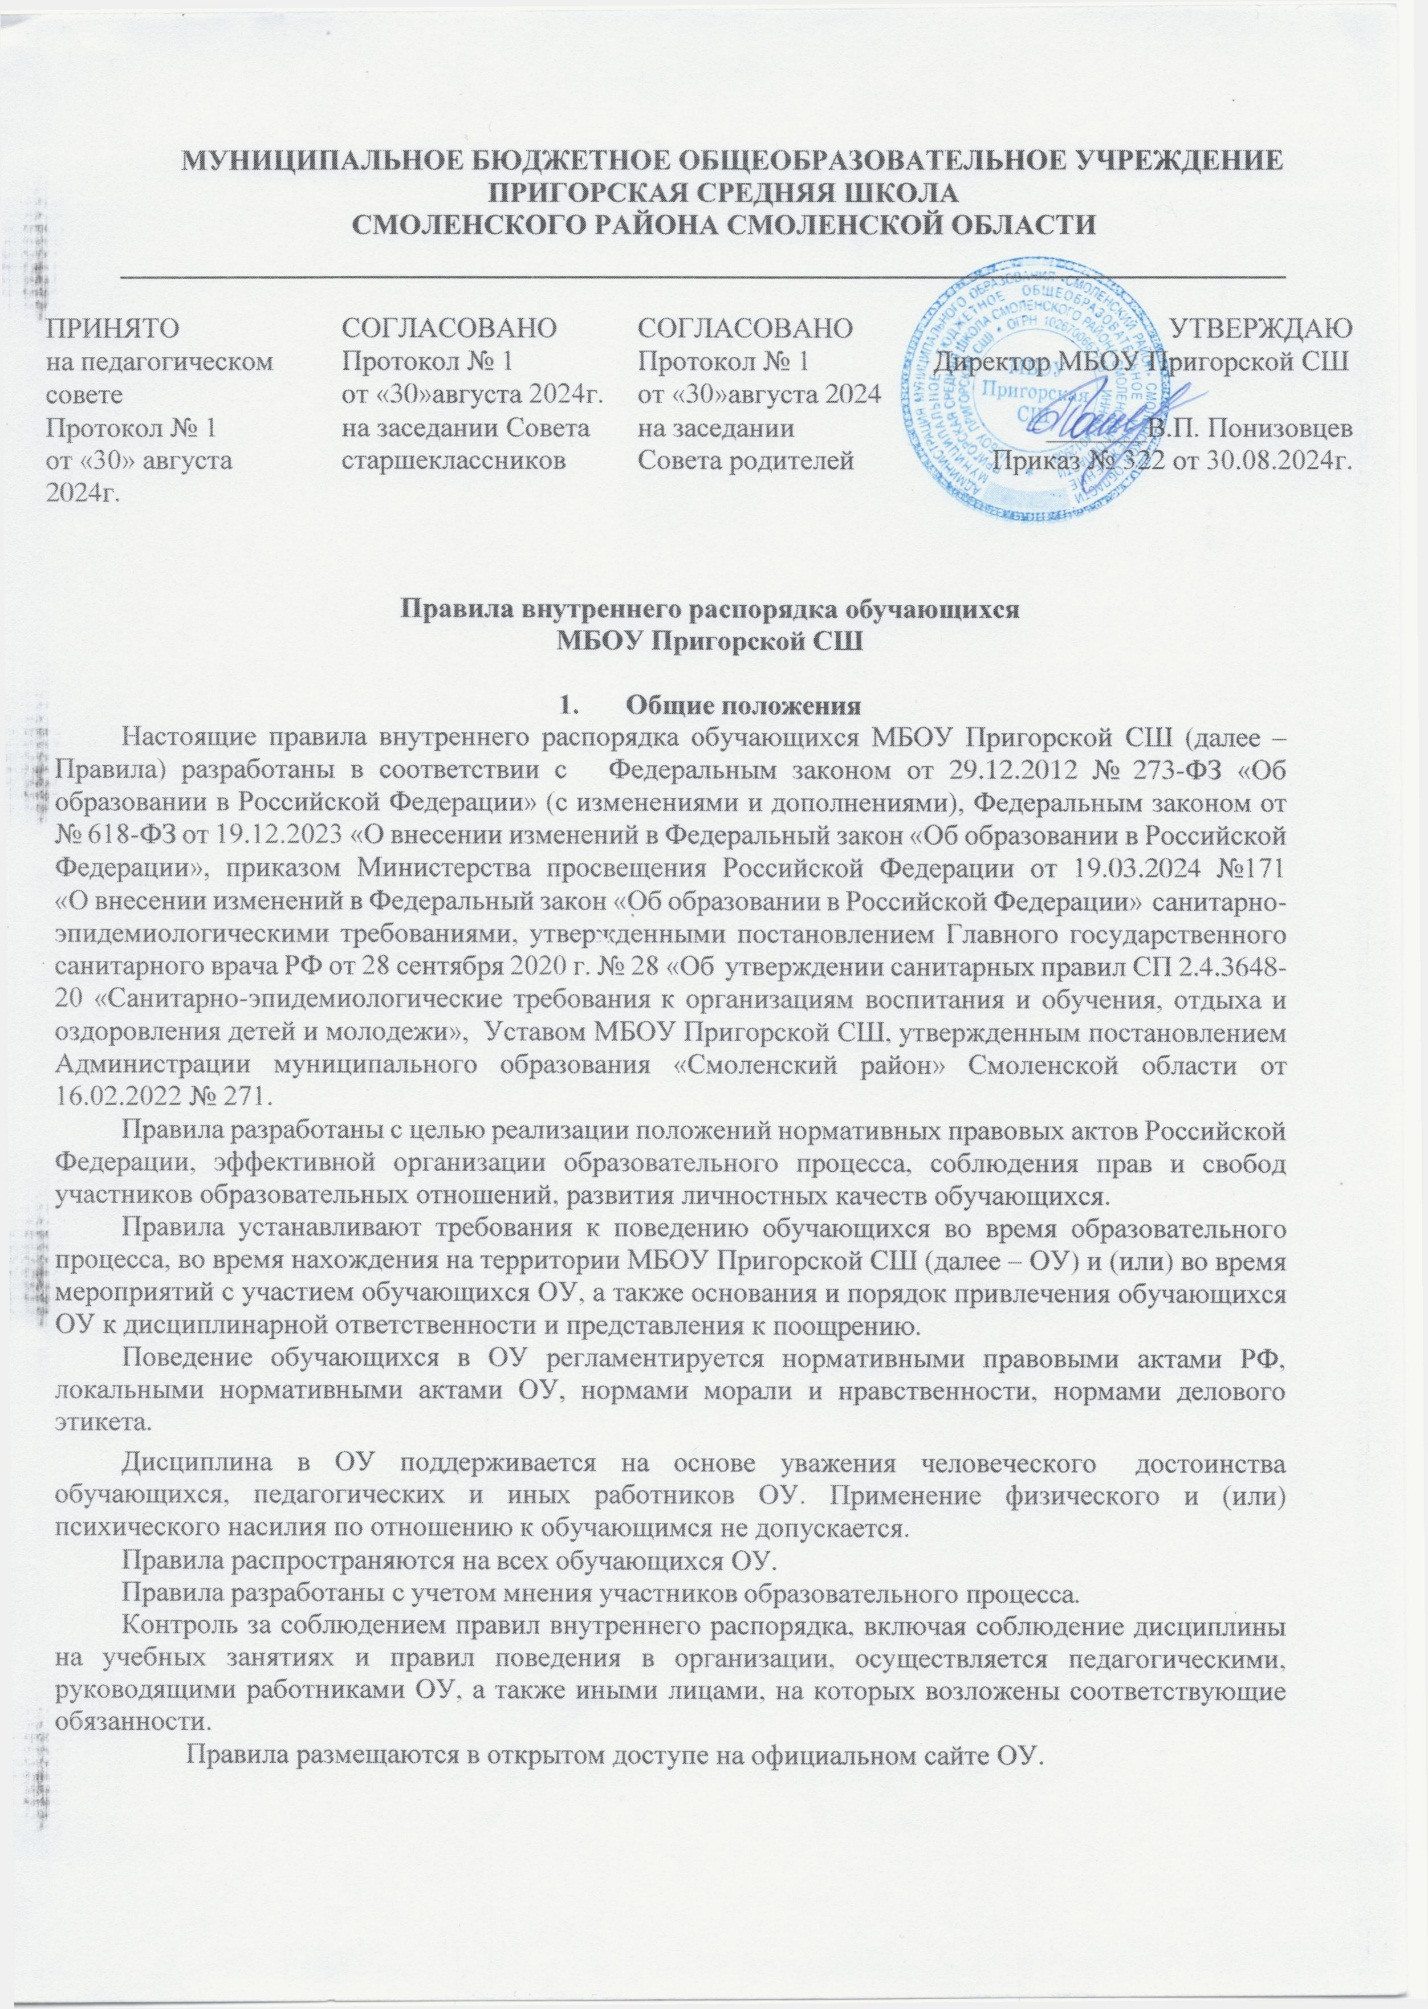 МУНИЦИПАЛЬНОЕ БЮДЖЕТНОЕ ОБЩЕОБРАЗОВАТЕЛЬНОЕ УЧРЕЖДЕНИЕ
ПРИГОРСКАЯ СРЕДНЯЯ ШКОЛА
СМОЛЕНСКОГО РАЙОНА СМОЛЕНСКОЙ ОБЛАСТИ
ПРИНЯТО
на педагогическом
совете
Протокол № 1
от «30» августа
2024г.
СОГЛАСОВАНО
Протокол № 1
от «30»августа 2024г.
на заседании Совета
старшеклассников
СОГЛАСОВАНО
Протокол № 1
от «30»августа 2024
на заседании
Совета родителей
УТВЕРЖДАЮ
Директор МБОУ Пригорской СШ
В.П. Понизовцев
Приказ № 322 от 30.08.2024г.
МБОУ
Пригорская
СШ
Правила внутреннего распорядка обучающихся
МБОУ Пригорской СШ
1. Общие положения
Настоящие правила внутреннего распорядка обучающихся МБОУ Пригорской СШ (далее –
Правила) разработаны в соответствии с Федеральным законом от 29.12.2012 № 273-ФЗ «Об
образовании в Российской Федерации» (с изменениями и дополнениями), Федеральным законом от
№ 618-ФЗ от 19.12.2023 «О внесении изменений в Федеральный закон «Об образовании в Российской
Федерации», приказом Министерства просвещения Российской Федерации от 19.03.2024 №171
«О внесении изменений в Федеральный закон «Об образовании в Российской Федерации» санитарно-
эпидемиологическими требованиями, утвержденными постановлением Главного государственного
санитарного врача РФ от 28 сентября 2020 г. № 28 «Об утверждении санитарных правил СП 2.4.3648-
20 «Санитарно-эпидемиологические требования к организациям воспитания и обучения, отдыха и
оздоровления детей и молодежи», Уставом МБОУ Пригорской СШ, утвержденным постановлением
Администрации муниципального образования «Смоленский район» Смоленской области от
16.02.2022 № 271.
Правила разработаны с целью реализации положений нормативных правовых актов Российской
Федерации, эффективной организации образовательного процесса, соблюдения прав и свобод
участников образовательных отношений, развития личностных качеств обучающихся.
Правила устанавливают требования к поведению обучающихся во время образовательного
процесса, во время нахождения на территории МБОУ Пригорской СШ (далее – ОУ) и (или) во время
мероприятий с участием обучающихся ОУ, а также основания и порядок привлечения обучающихся
ОУ к дисциплинарной ответственности и представления к поощрению.
Поведение обучающихся в ОУ регламентируется нормативными правовыми актами РФ,
локальными нормативными актами ОУ, нормами морали и нравственности, нормами делового
этикета.
Дисциплина в ОУ поддерживается на основе уважения человеческого достоинства
обучающихся, педагогических и иных работников ОУ. Применение физического и (или)
психического насилия по отношению к обучающимся не допускается.
Правила распространяются на всех обучающихся ОУ.
Правила разработаны с учетом мнения участников образовательного процесса.
Контроль за соблюдением правил внутреннего распорядка, включая соблюдение дисциплины
на учебных занятиях и правил поведения в организации, осуществляется педагогическими,
руководящими работниками ОУ, а также иными лицами, на которых возложены соответствующие
обязанности.
Правила размещаются в открытом доступе на официальном сайте ОУ.